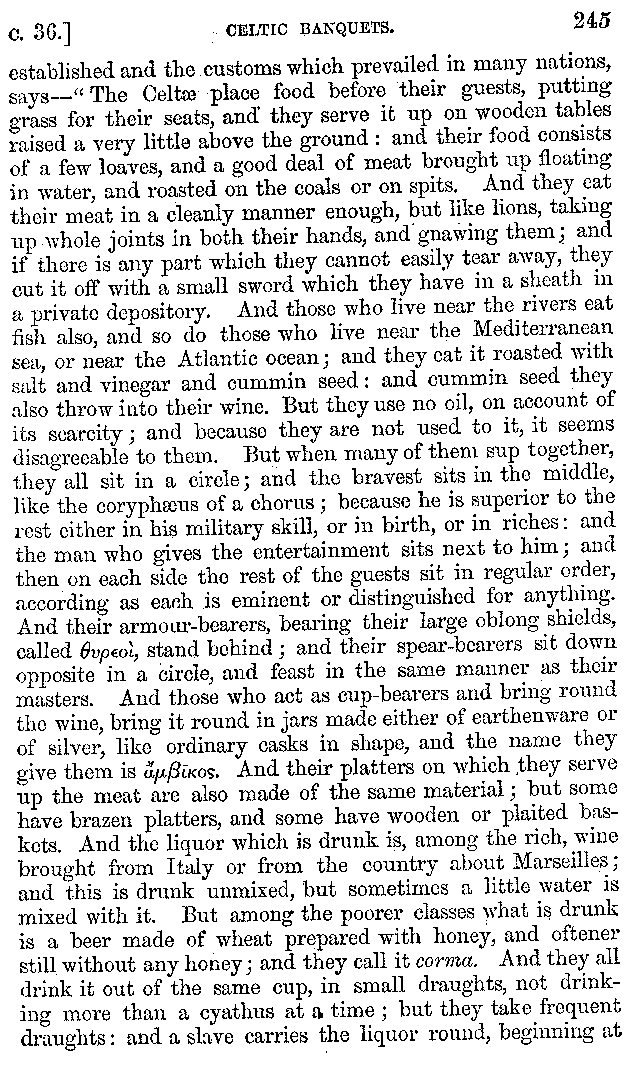 c. 36.] CELTIC BANQUETS. 245
established and the customs which prevailed in many nations,
says--“ The Celtæ place food before their guests, putting
grass for their seats, and they serve it up on wooden tables
raised a very little above the ground : and their food consists
of a few loaves, and a good deal of meat brought up floating
in water, and roasted on the coals or on spits. And they eat
their meat in a cleanly manner enough, but like lions, taking
up whole joints in both their hands, and gnawing them; and
if there is any part which they cannot easily tear away, they
cut it off with a small sword which they have in a sheath in
a private depository. And those who live near the rivers eat
fish also, and so do those who live near the Mediterranean
sea, or near the Atlantic ocean; and they eat it roasted with
salt and vinegar and cummin seed: and cummin seed they
also throw into their wine. But they use no oil, on account of
its scarcity; and because they are not used to it, it seems
disagreeable to them. But when many of them sup together,
they all sit in a circle; and the bravest sits in the middle,
like the coryphæus of a chorus; because he is superior to the
rest either in his military skill, or in birth, or in riches: and
the man who gives the entertainment sits next to him; and
then on each side the rest of the guests sit in regular order,
according as each is eminent or distinguished for anything.
And their armour-bearers, bearing their large oblong shields,
called θυρεοὶ, stand behind; and their spear-bearers sit down
opposite in a circle, and feast in the same manner as their
masters. And those who act as cup-bearers and bring round
the wine, bring it round in jars made either of earthenware or
of silver, like ordinary casks in shape, and the name they
give them is ἄμβῑκος. And their platters on which they serve
up the meat are also made of the same material; but some
have brazen platters, and some have wooden or plaited bas-
kets. And the liquor which is drunk is, among the rich, wine
brought from Italy or from the country about Marseilles;
and this is drunk unmixed, but sometimes a little water is
mixed with it. But among the poorer classes what is drunk
is a beer made of wheat prepared with honey, and oftener
still without any honey; and they call it corma. And they all
drink it out of the same cup, in small draughts, not drink-
ing more than a cyathus at a time; but they take frequent
draughts: and a slave carries the liquor round, beginning at